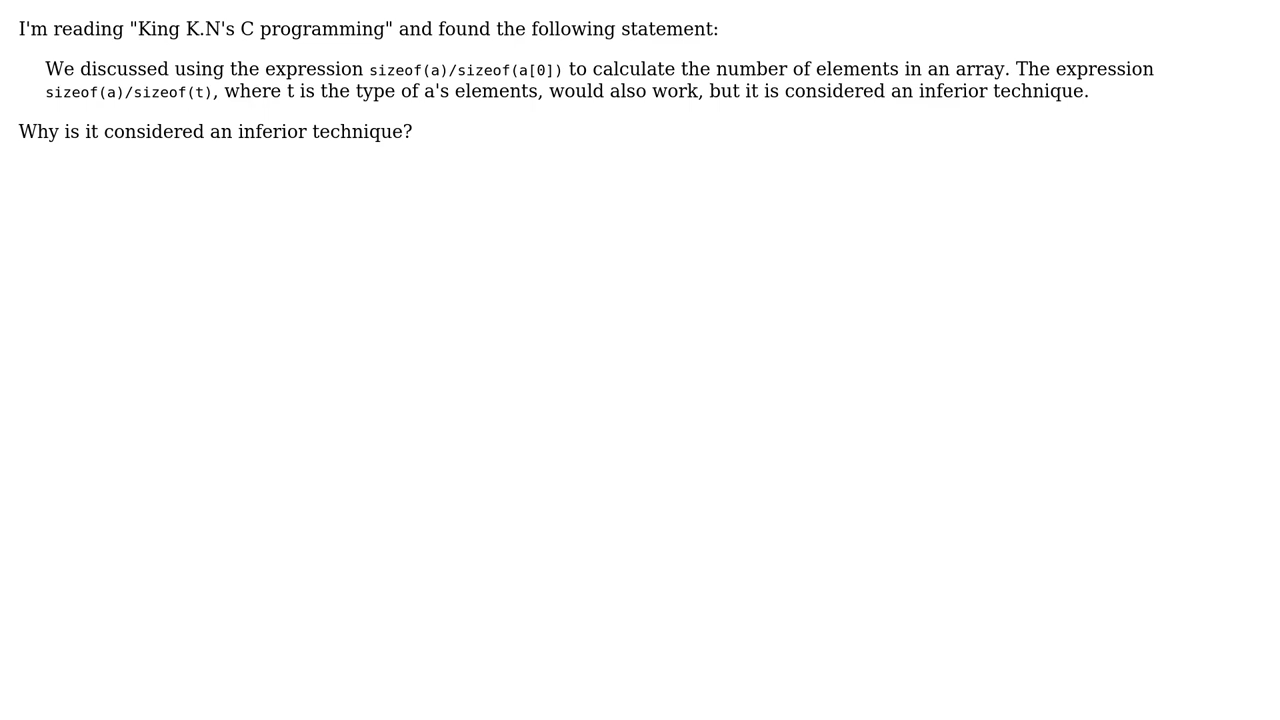 I'm reading "King K.N's C programming" and found the following statement:
We discussed using the expression sizeof(a)/sizeof(a[0]) to calculate the number of elements in an array. The expression
sizeof(a)/sizeof(t), where t is the type of a's elements, would also work, but it is considered an inferior technique.
Why is it considered an inferior technique?